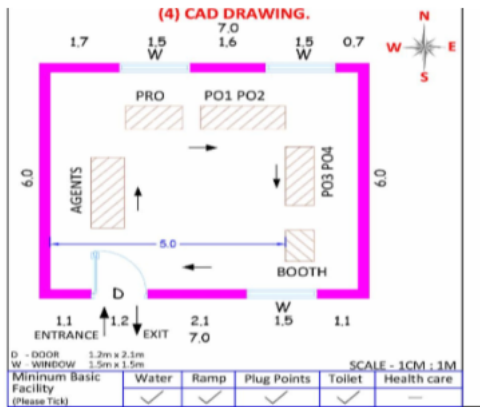 (4) CAD DRAWING.
N
W E
S
7.0
1.7 1.5 1.6 1.5 0.7
W W
PRO PO1 PO2
6.0 AGENTS PO3 PO4 6.0
5.0
BOOTH
D W
1.1 1.2 2.1 1.5 1.1
ENTRANCE EXIT 7.0
D - DOOR 1.2m x 2.1m
W - WINDOW 1.5m x 1.5m SCALE - 1CM : 1M
Mininum Basic Facility (Please Tick) Water Ramp Plug Points Toilet Health care
✓ ✓ ✓ ✓ —